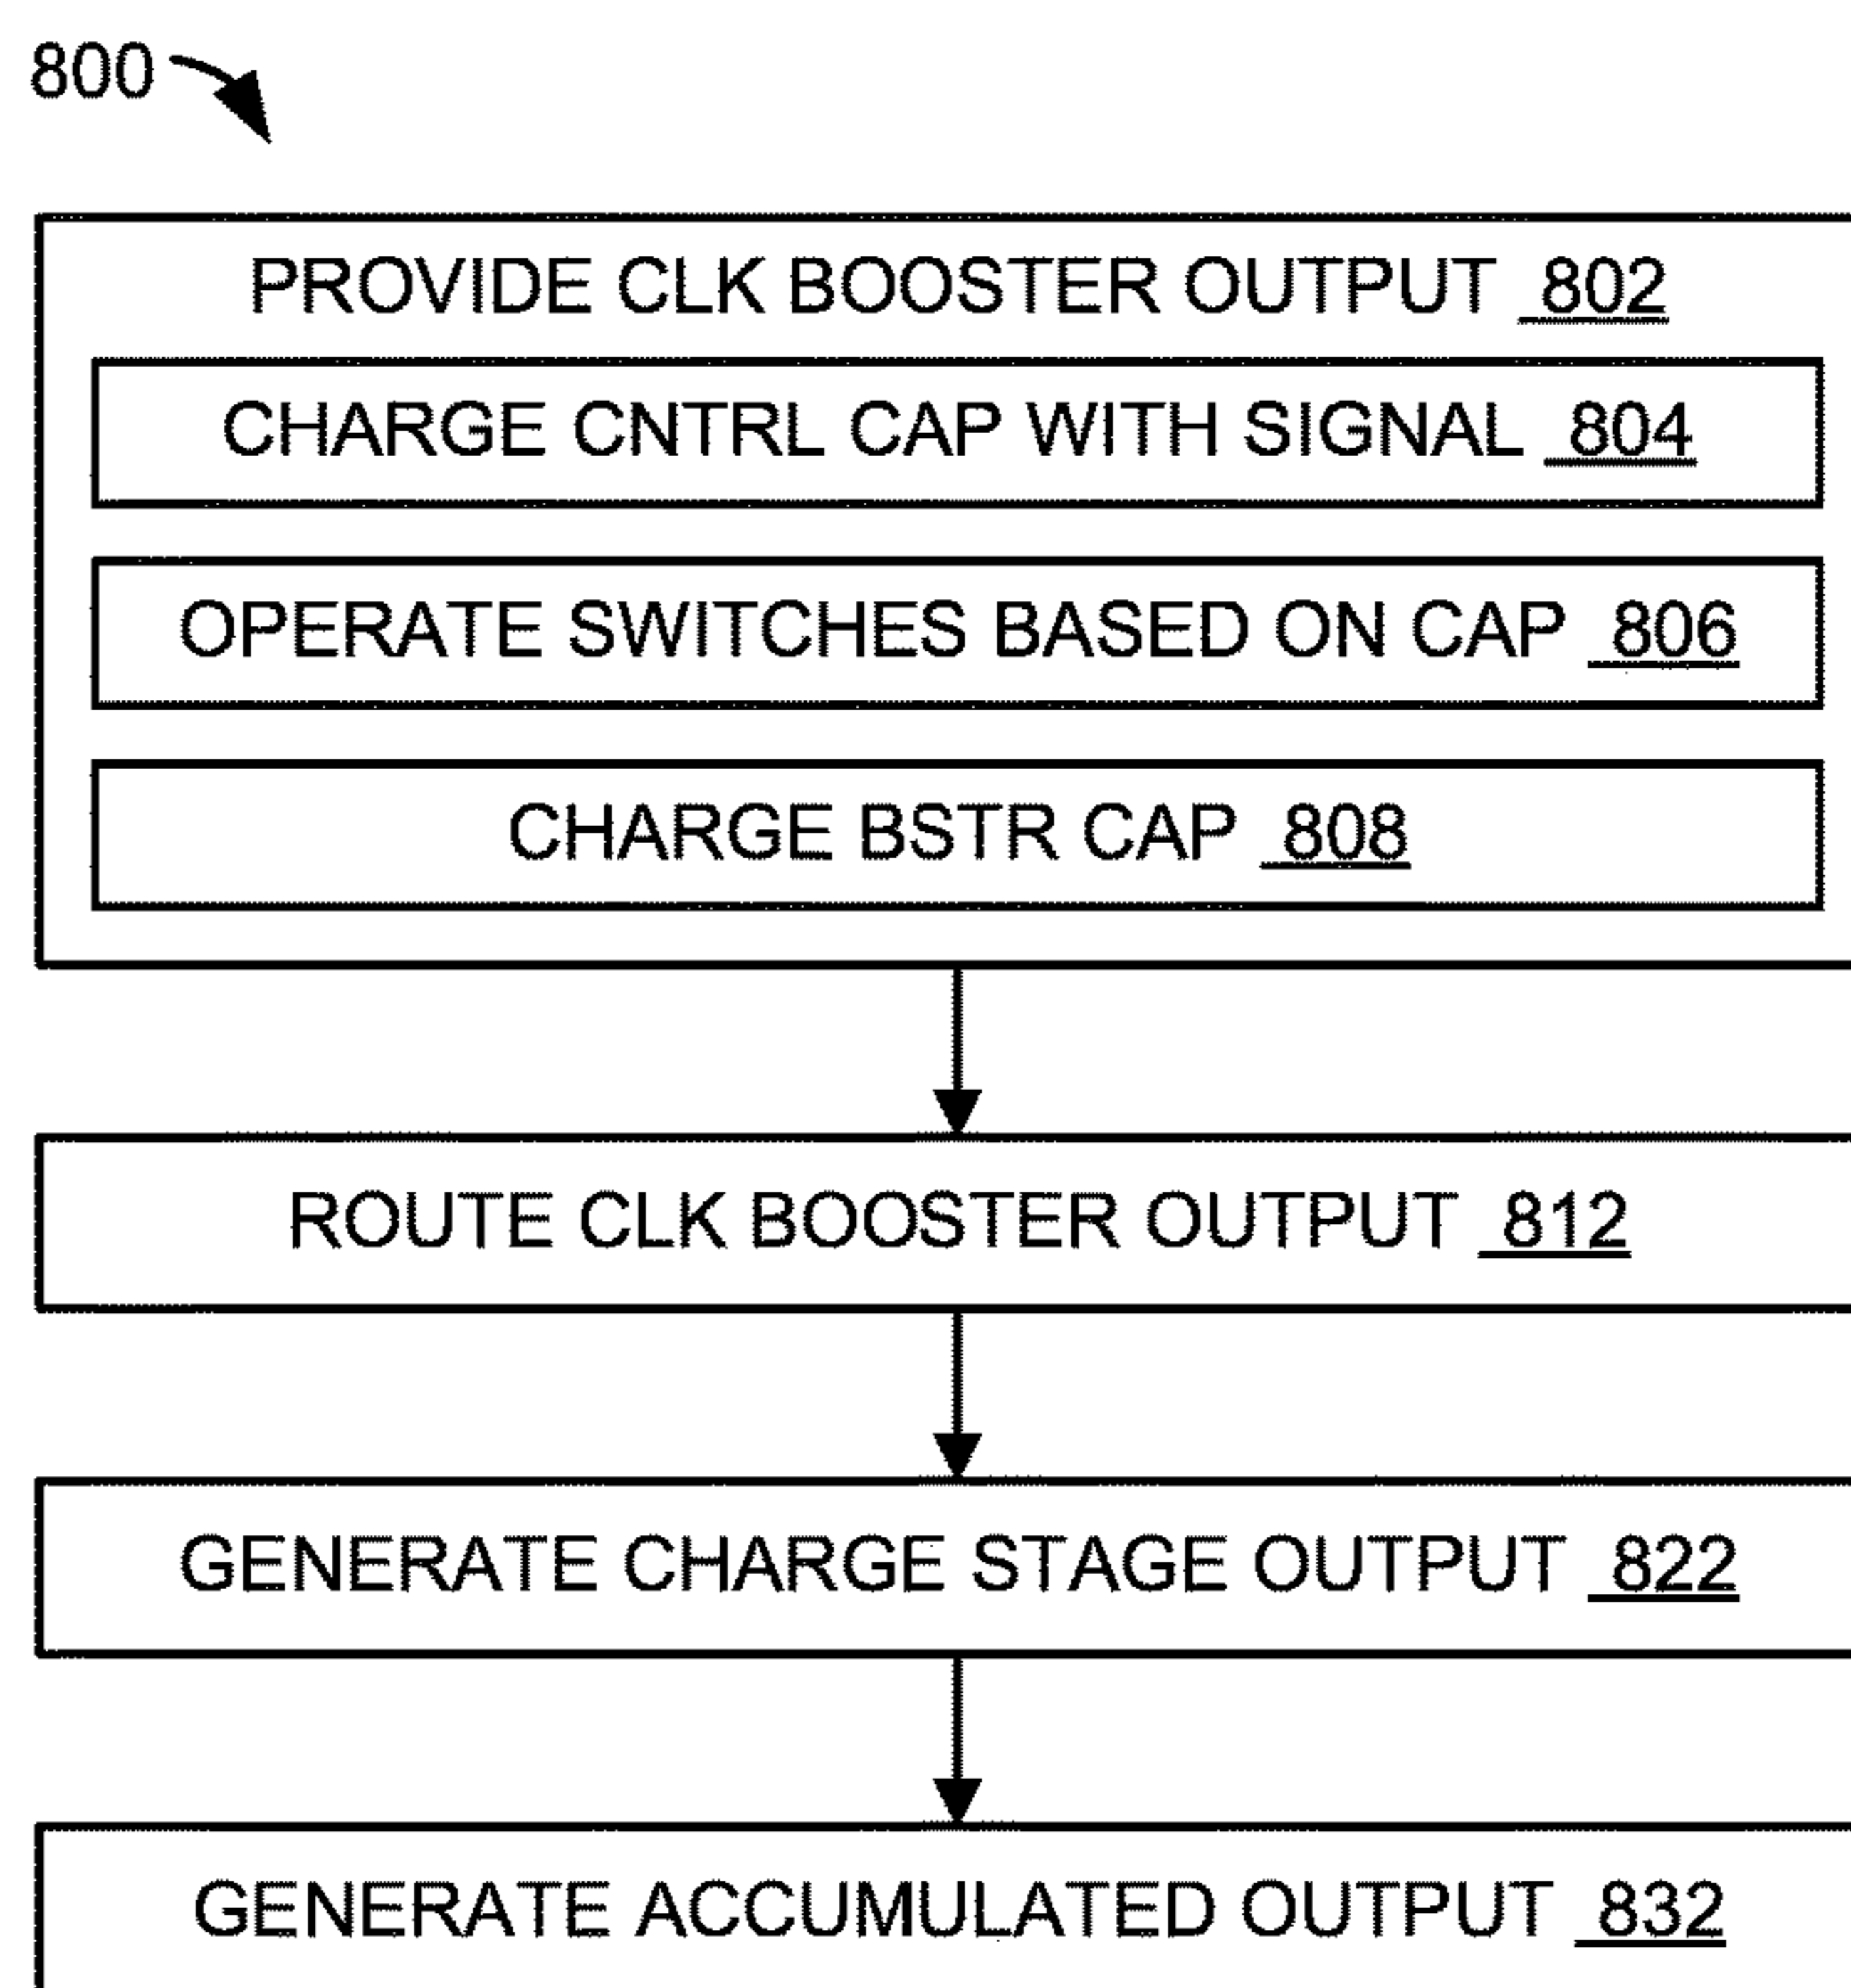 800
PROVIDE CLK BOOSTER OUTPUT 802
CHARGE CNTRL CAP WITH SIGNAL 804
OPERATE SWITCHES BASED ON CAP 806
CHARGE BSTR CAP 808
ROUTE CLK BOOSTER OUTPUT 812
GENERATE CHARGE STAGE OUTPUT 822
GENERATE ACCUMULATED OUTPUT 832